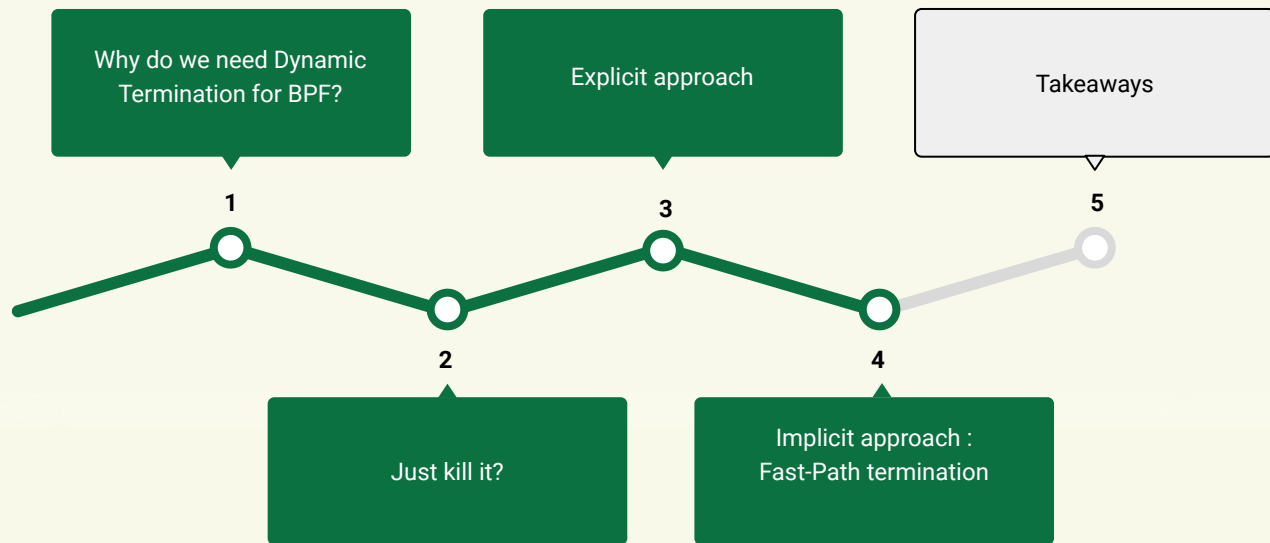 Why do we need Dynamic
Termination for BPF?
Explicit approach
Takeaways
1
3
5
2
4
Just kill it?
Implicit approach :
Fast-Path termination